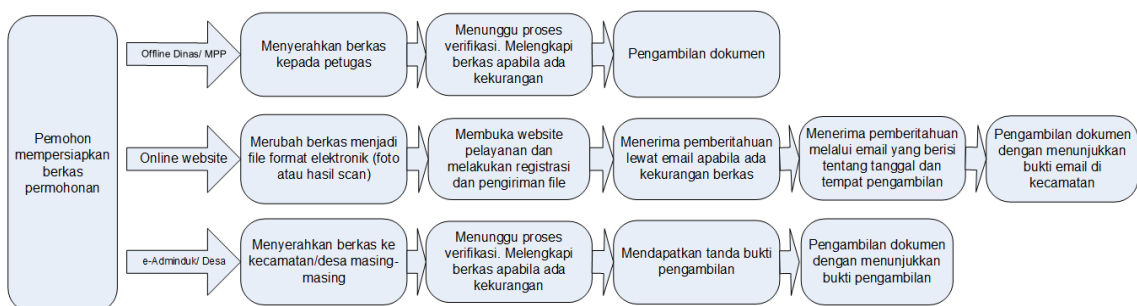 Pemohon
mempersiapkan
berkas
permohonan
Offline Dinas/ MPP
Menyerahkan berkas
kepada petugas
Menunggu proses
verifikasi. Melengkapi
berkas apabila ada
kekurangan
Pengambilan dokumen
Online website
Merubah berkas menjadi
file format elektronik (foto
atau hasil scan)
Membuka website
pelayanan dan
melakukan registrasi
dan pengiriman file
Menerima pemberitahuan
lewat email apabila ada
kekurangan berkas
Menerima pemberitahuan
melalui email yang berisi
tentang tanggal dan
tempat pengambilan
Pengambilan dokumen
dengan menunjukkan
bukti email di
kecamatan
e-Adminduk/ Desa
Menyerahkan berkas ke
kecamatan/desa masing-
masing
Menunggu proses
verifikasi. Melengkapi
berkas apabila ada
kekurangan
Mendapatkan tanda bukti
pengambilan
Pengambilan dokumen
dengan menunjukkan
bukti pengambilan